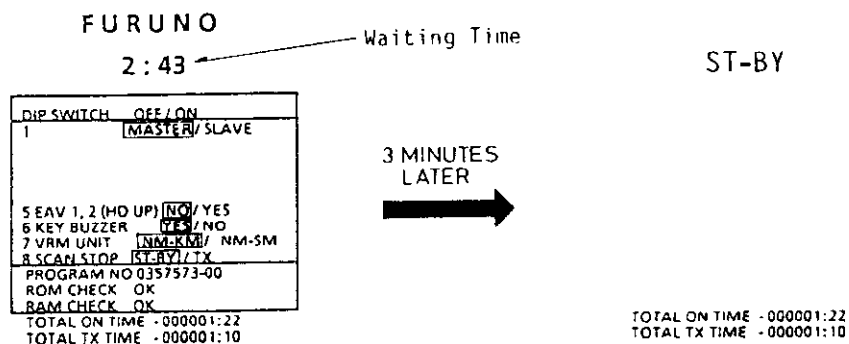 FURUNO
2:43
Waiting Time
DIP SWITCH OFF/ON
1 MASTER/SLAVE
5 EAV 1, 2 (HD UP) NO/YES
6 KEY BUZZER YES/NO
7 VRM UNIT NM-KM/ NM-SM
8 SCAN STOP ST-BY/TX
PROGRAM NO 0357573-00
ROM CHECK OK
RAM CHECK OK
TOTAL ON TIME -000001:22
TOTAL TX TIME -000001:10
3 MINUTES
LATER
ST-BY
TOTAL ON TIME -000001:22
TOTAL TX TIME -000001:10